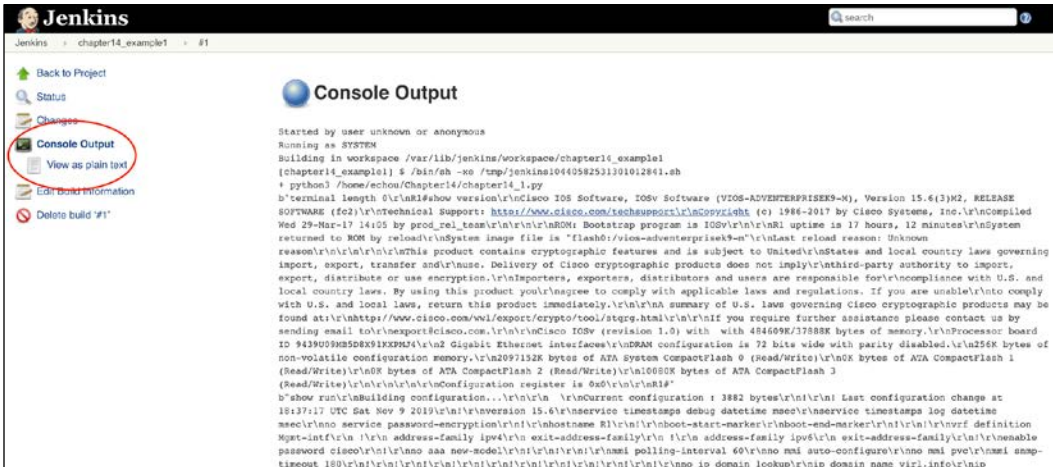 Jenkins
search
Jenkins › chapter14_example1 › #1
Back to Project
Status
Changes
Console Output
View as plain text
Edit Build Information
Delete build '#1'
Console Output
Started by user unknown or anonymous
Running as SYSTEM
Building in workspace /var/lib/jenkins/workspace/chapter14_example1
[chapter14_example1] $ /bin/sh -xe /tmp/jenkins10440582531301012841.sh
+ python3 /home/echou/Chapter14/chapter14_1.py
b"terminal length 0\r\nR1#show version\r\nCisco IOS Software, IOSv Software (VIOS-ADVENTERPRISEK9-M), Version 15.6(3)M2, RELEASE
SOFTWARE (fc2)\r\nTechnical Support: http://www.cisco.com/techsupport\r\nCopyright (c) 1986-2017 by Cisco Systems, Inc.\r\nCompiled
Wed 29-Mar-17 14:05 by prod_rel_team\r\n\r\n\r\nROM: Bootstrap program is IOSv\r\n\r\nR1 uptime is 17 hours, 12 minutes\r\nSystem
returned to ROM by reload\r\nSystem image file is "flash0:/vios-adventerprisek9-m"\r\nLast reload reason: Unknown
reason\r\n\r\n\r\n\r\nThis product contains cryptographic features and is subject to United\r\nStates and local country laws governing
import, export, transfer and\r\nuse. Delivery of Cisco cryptographic products does not imply\r\nthird-party authority to import,
export, distribute or use encryption.\r\nImporters, exporters, distributors and users are responsible for\r\ncompliance with U.S. and
local country laws. By using this product you\r\nagree to comply with applicable laws and regulations. If you are unable\r\nto comply
with U.S. and local laws, return this product immediately.\r\n\r\nA summary of U.S. laws governing Cisco cryptographic products may be
found at:\r\nhttp://www.cisco.com/wwl/export/crypto/tool/stqrg.html\r\n\r\nIf you require further assistance please contact us by
sending email to\r\nexport@cisco.com.\r\n\r\nCisco IOSv (revision 1.0) with  with 484609K/37888K bytes of memory.\r\nProcessor board
ID 9439U09MB5D8X91KXPMJ4\r\n2 Gigabit Ethernet interfaces\r\nDRAM configuration is 72 bits wide with parity disabled.\r\n256K bytes of
non-volatile configuration memory.\r\n2097152K bytes of ATA System CompactFlash 0 (Read/Write)\r\n0K bytes of ATA CompactFlash 1
(Read/Write)\r\n0K bytes of ATA CompactFlash 2 (Read/Write)\r\n10080K bytes of ATA CompactFlash 3
(Read/Write)\r\n\r\n\r\n\r\nConfiguration register is 0x0\r\n\r\nR1#"
b"show run\r\nBuilding configuration...\r\n\r\n  \r\nCurrent configuration : 3882 bytes\r\n!\r\n! Last configuration change at
18:37:17 UTC Sat Nov 9 2019\r\n!\r\nversion 15.6\r\nservice timestamps debug datetime msec\r\nservice timestamps log datetime
msec\r\nno service password-encryption\r\n!\r\nhostname R1\r\n!\r\nboot-start-marker\r\nboot-end-marker\r\n!\r\n!\r\nvrf definition
Mgmt-intf\r\n !\r\n address-family ipv4\r\n exit-address-family\r\n !\r\n address-family ipv6\r\n exit-address-family\r\n!\r\nenable
password cisco\r\n!\r\nno aaa new-model\r\n!\r\n!\r\n!\r\nmmi polling-interval 60\r\nno mmi auto-configure\r\nno mmi pvc\r\nmmi snmp-
timeout 180\r\n!\r\n!\r\n!\r\n!\r\n!\r\n!\r\n!\r\n!\r\nno ip domain lookup\r\nip domain name virl.info\r\nip